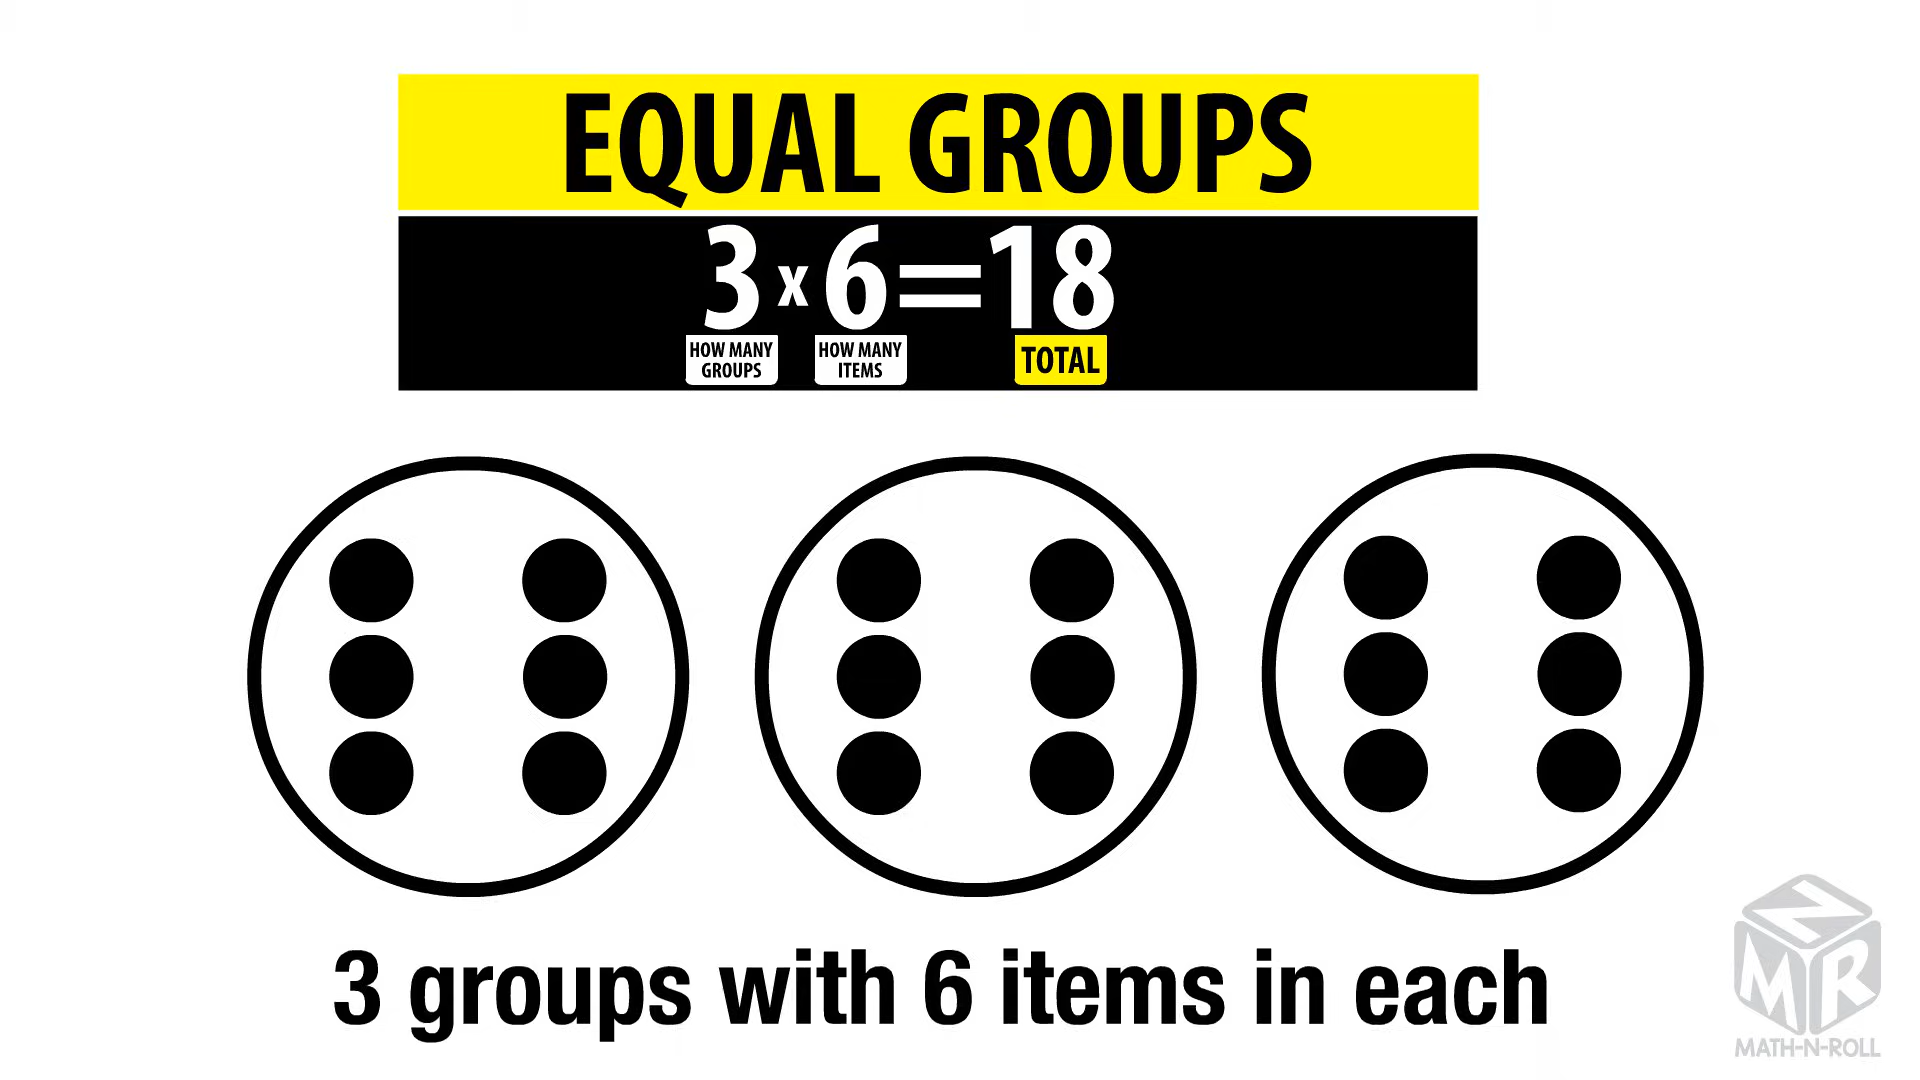 EQUAL GROUPS
3 x 6 = 18
HOW MANY GROUPS
HOW MANY ITEMS
TOTAL
3 groups with 6 items in each
MNR
MATH-N-ROLL